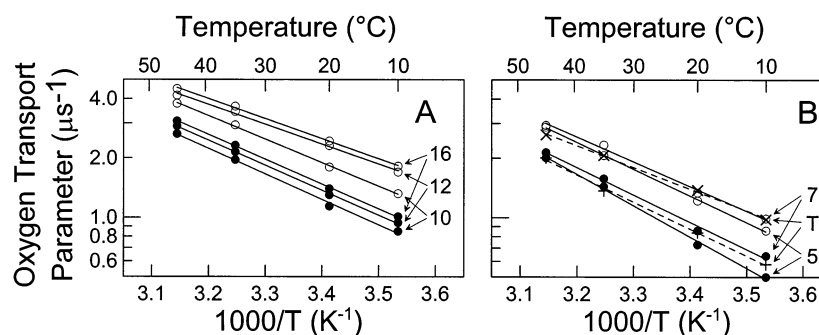 Temperature (°C)
50 40 30 20 10
Oxygen Transport
Parameter (μs-1)
4.0
2.0
1.0
0.8
0.6
A
16
12
10
3.1 3.2 3.3 3.4 3.5 3.6
1000/T (K-1)
Temperature (°C)
50 40 30 20 10
B
7
T
5
3.1 3.2 3.3 3.4 3.5 3.6
1000/T (K-1)